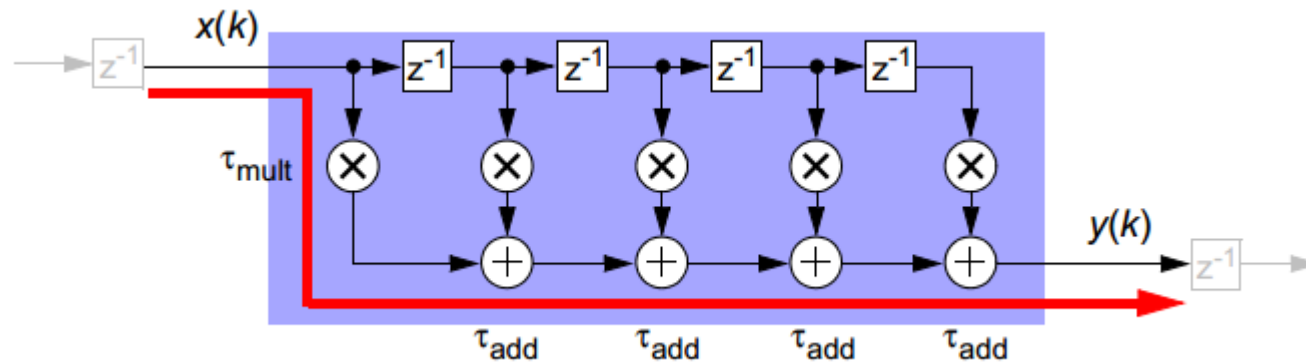 x(k)
z⁻¹ z⁻¹ z⁻¹ z⁻¹ z⁻¹
τmult × × × × ×
y(k)
+ + + + z⁻¹
τadd τadd τadd τadd